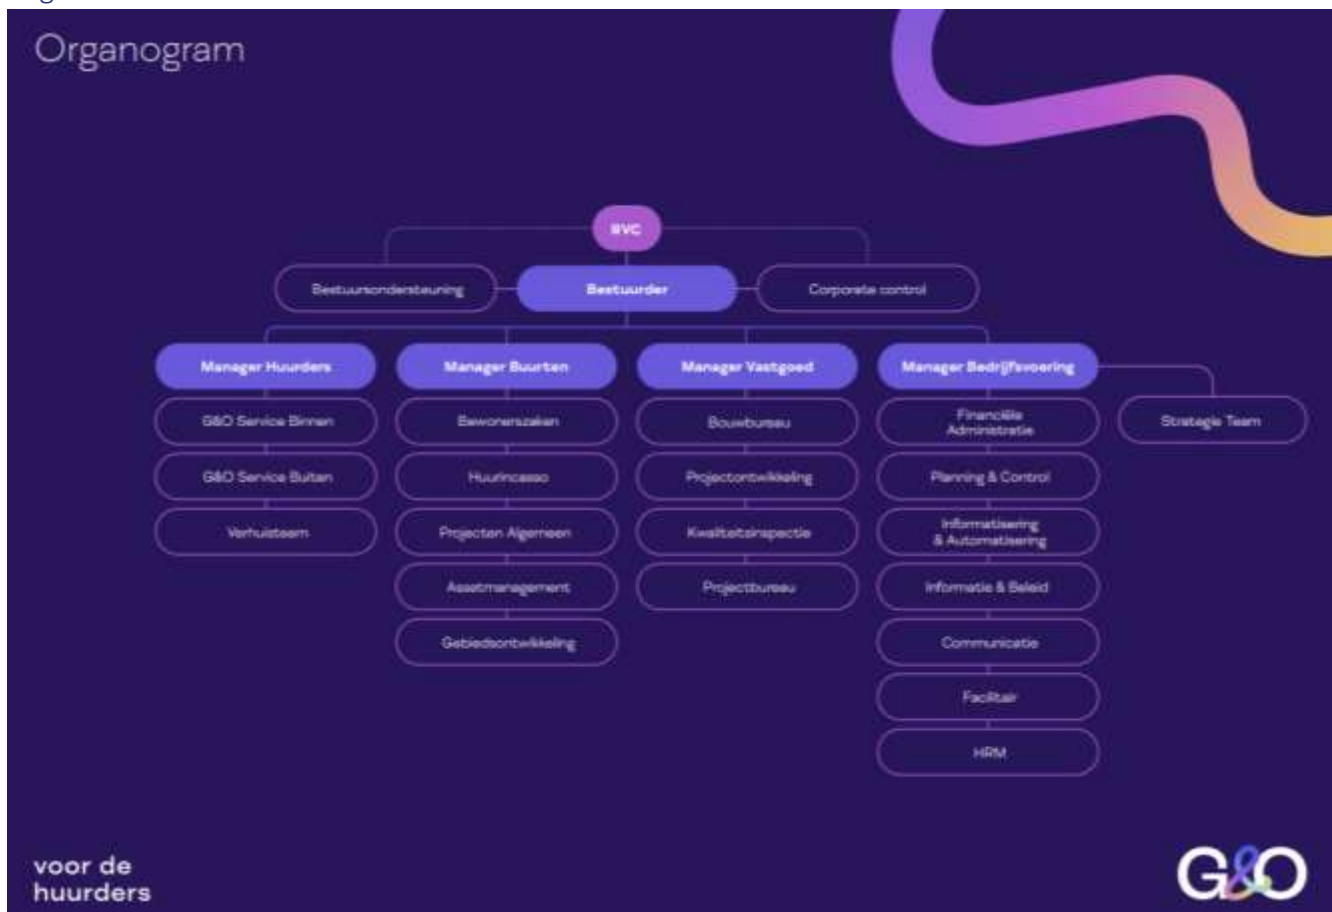 Organogram
RVC
Bestuursondersteuning
Bestuurder
Corporate control
Manager Huurders
Manager Buurten
Manager Vastgoed
Manager Bedrijfsvoering
G&O Service Binnen
Bewonerszaken
Bouwbureau
Financiële
Administratie
Strategie Team
G&O Service Buiten
Huurincasso
Projectontwikkeling
Planning & Control
Verhuisteam
Projecten Algemeen
Kwaliteitsinspectie
Informatisering
& Automatisering
Assetmanagement
Projectbureau
Informatie & Beleid
Gebiedsontwikkeling
Communicatie
Facilitair
HRM
voor de
huurders
G&O